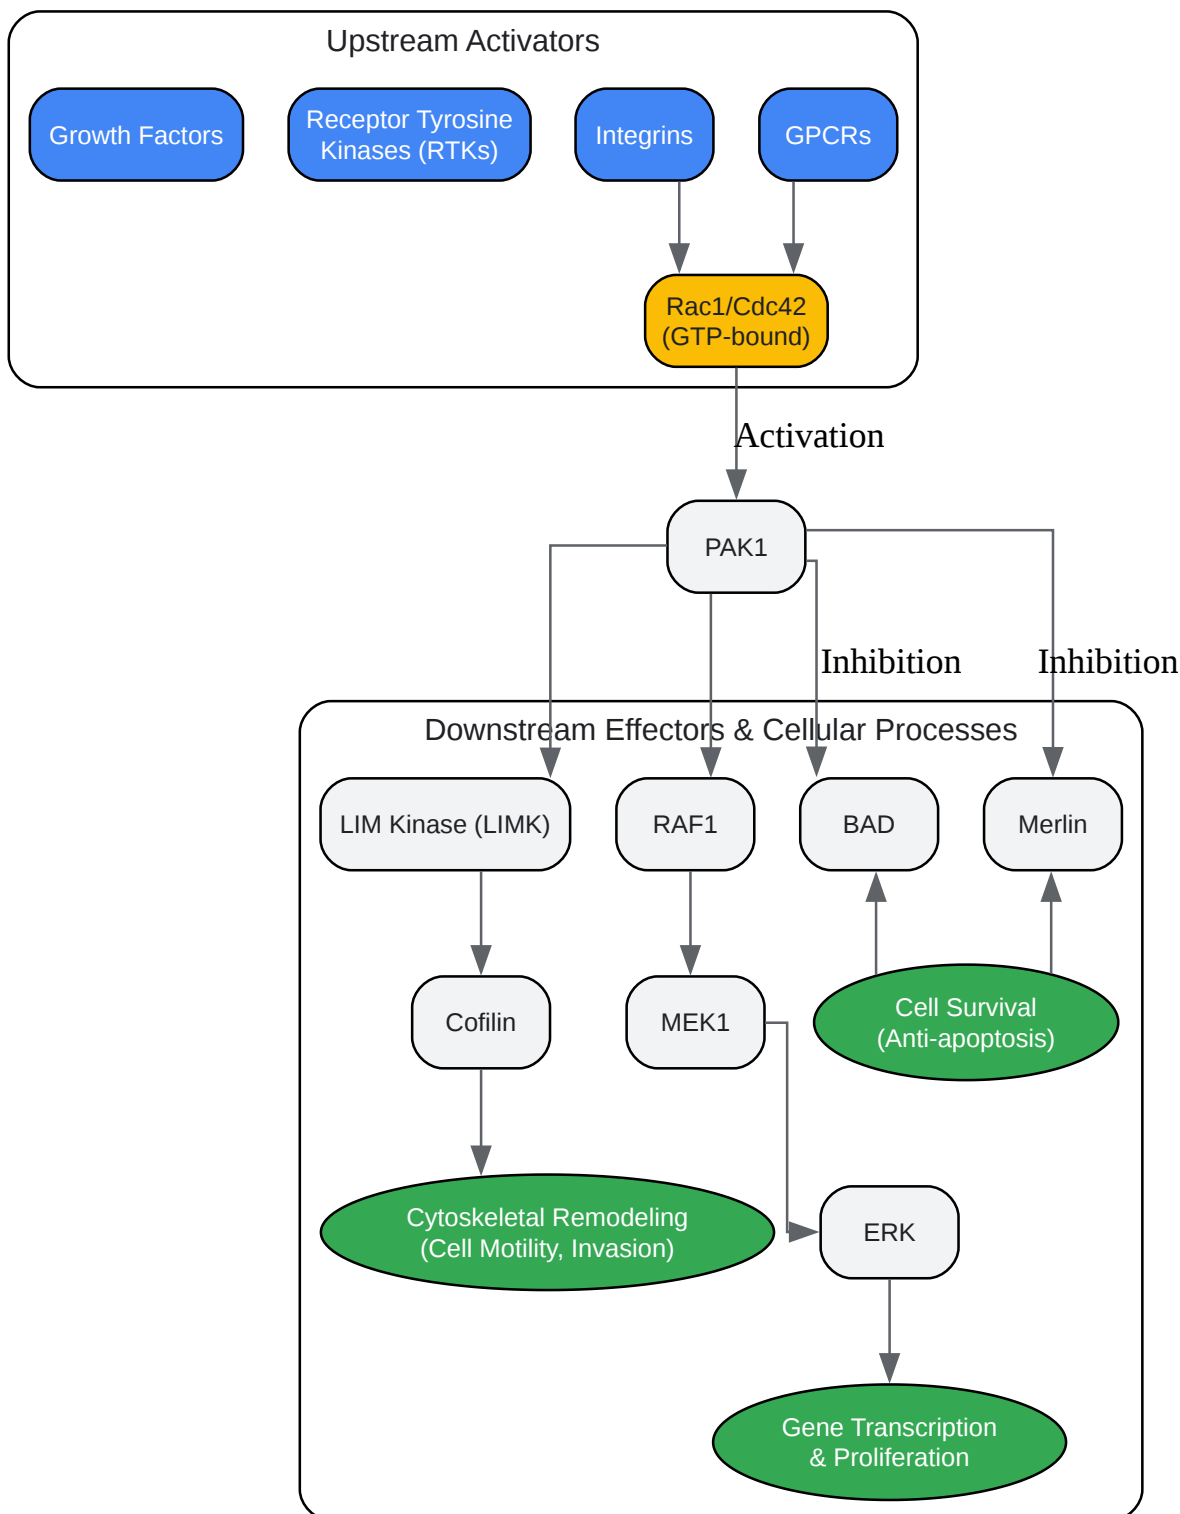 Upstream Activators
Growth Factors
Receptor Tyrosine
Kinases (RTKs)
Integrins
GPCRs
Rac1/Cdc42
(GTP-bound)
Activation
PAK1
Inhibition
Inhibition
Downstream Effectors & Cellular Processes
LIM Kinase (LIMK)
RAF1
BAD
Merlin
Cofilin
MEK1
Cell Survival
(Anti-apoptosis)
Cytoskeletal Remodeling
(Cell Motility, Invasion)
ERK
Gene Transcription
& Proliferation